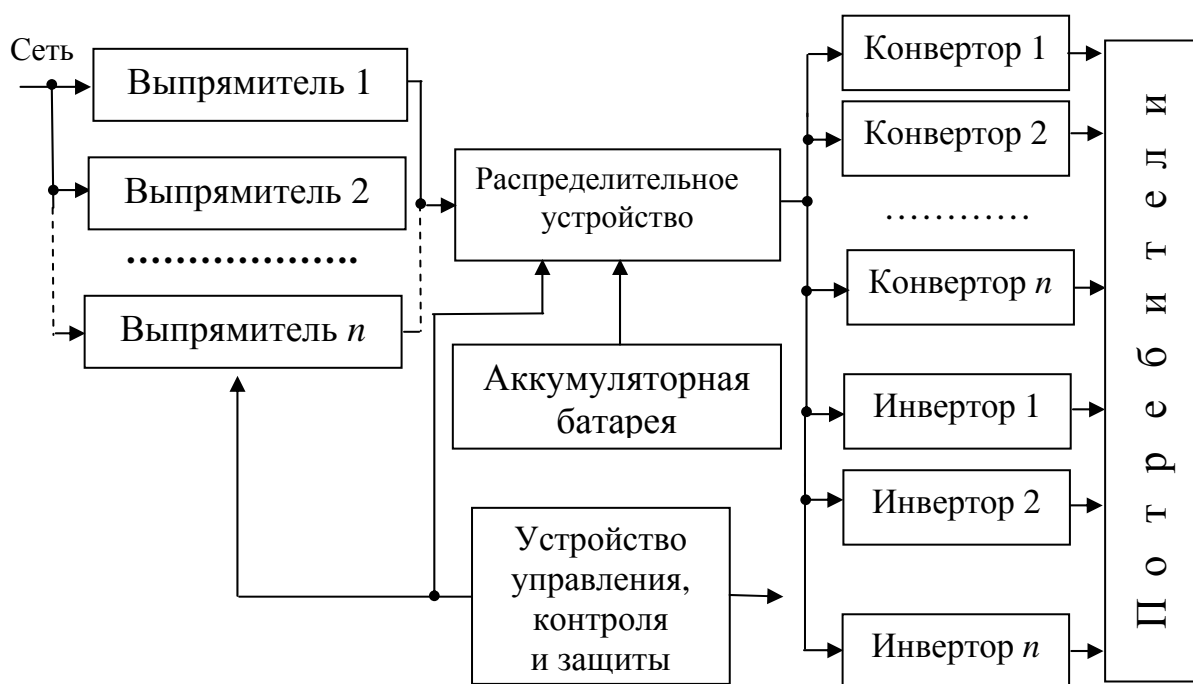 Сеть
Выпрямитель 1
Выпрямитель 2
...................
Выпрямитель n
Распределительное
устройство
Аккумуляторная
батарея
Устройство
управления,
контроля
и защиты
Конвертор 1
Конвертор 2
............
Конвертор n
Инвертор 1
Инвертор 2
Инвертор n
Потребители